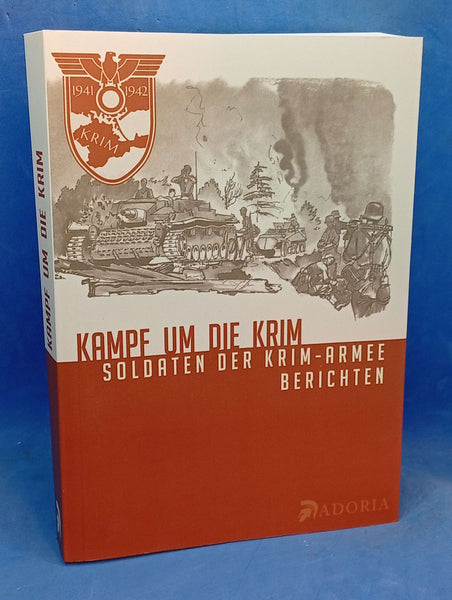 1941 1942
KRIM
KAMPF UM DIE KRIM
KAMPF UM DIE KRIM
SOLDATEN DER KRIM-ARMEE
BERICHTEN
ADORIA